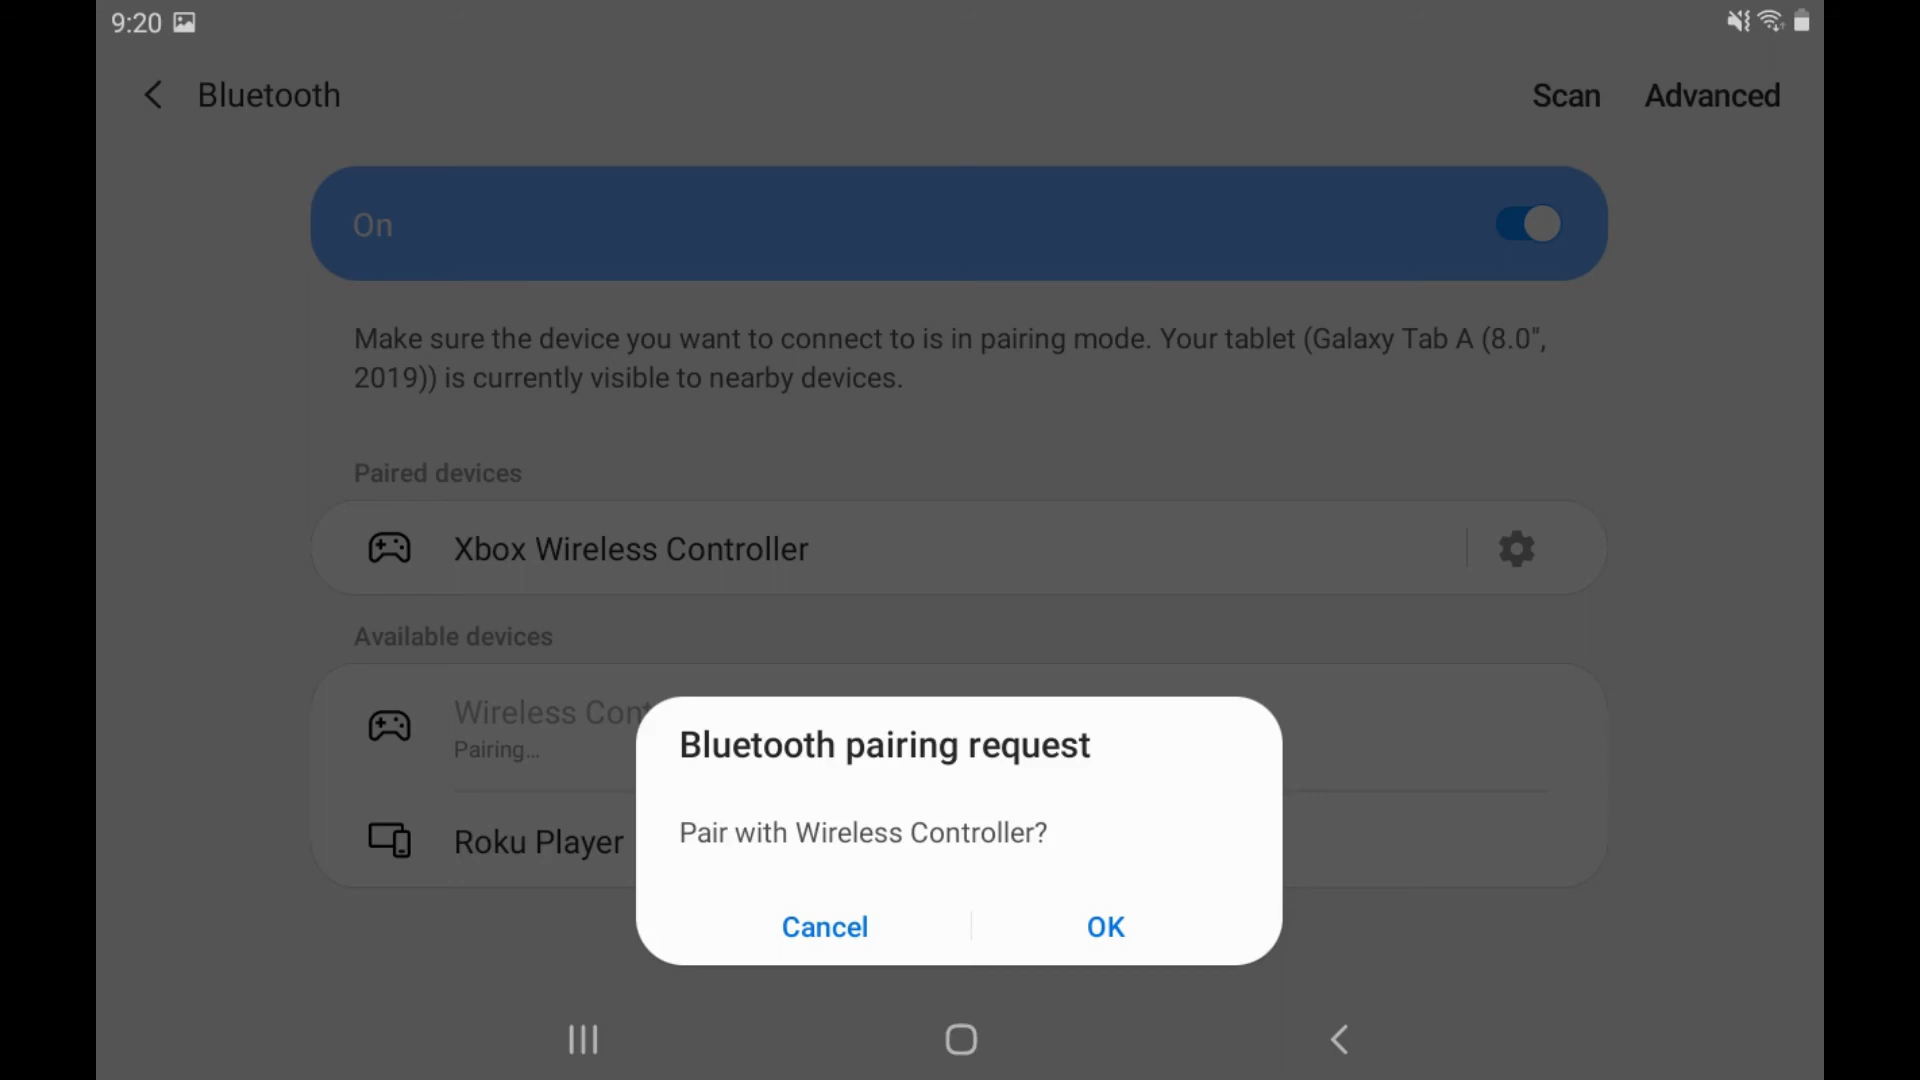 9:20
Bluetooth
Scan
Advanced
On
Make sure the device you want to connect to is in pairing mode. Your tablet (Galaxy Tab A (8.0",
2019)) is currently visible to nearby devices.
Paired devices
Xbox Wireless Controller
Available devices
Wireless Cont
Pairing...
Roku Player
Bluetooth pairing request
Pair with Wireless Controller?
Cancel
OK